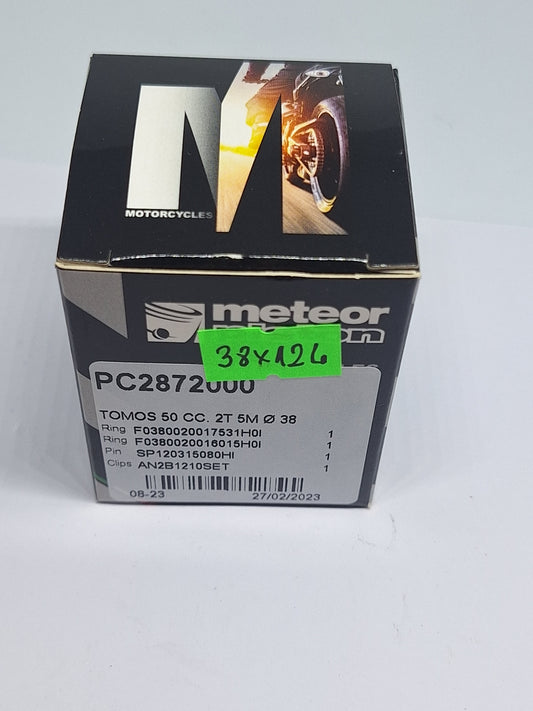 M
MOTORCYCLES
meteor
38x126
PC2872000
TOMOS 50 CC. 2T 5M Ø 38
Ring F0380020017531H0I 1
Ring F0380020016015H0I 1
Pin SP120315080HI 1
Clips AN2B1210SET 1
08-23 27/02/2023